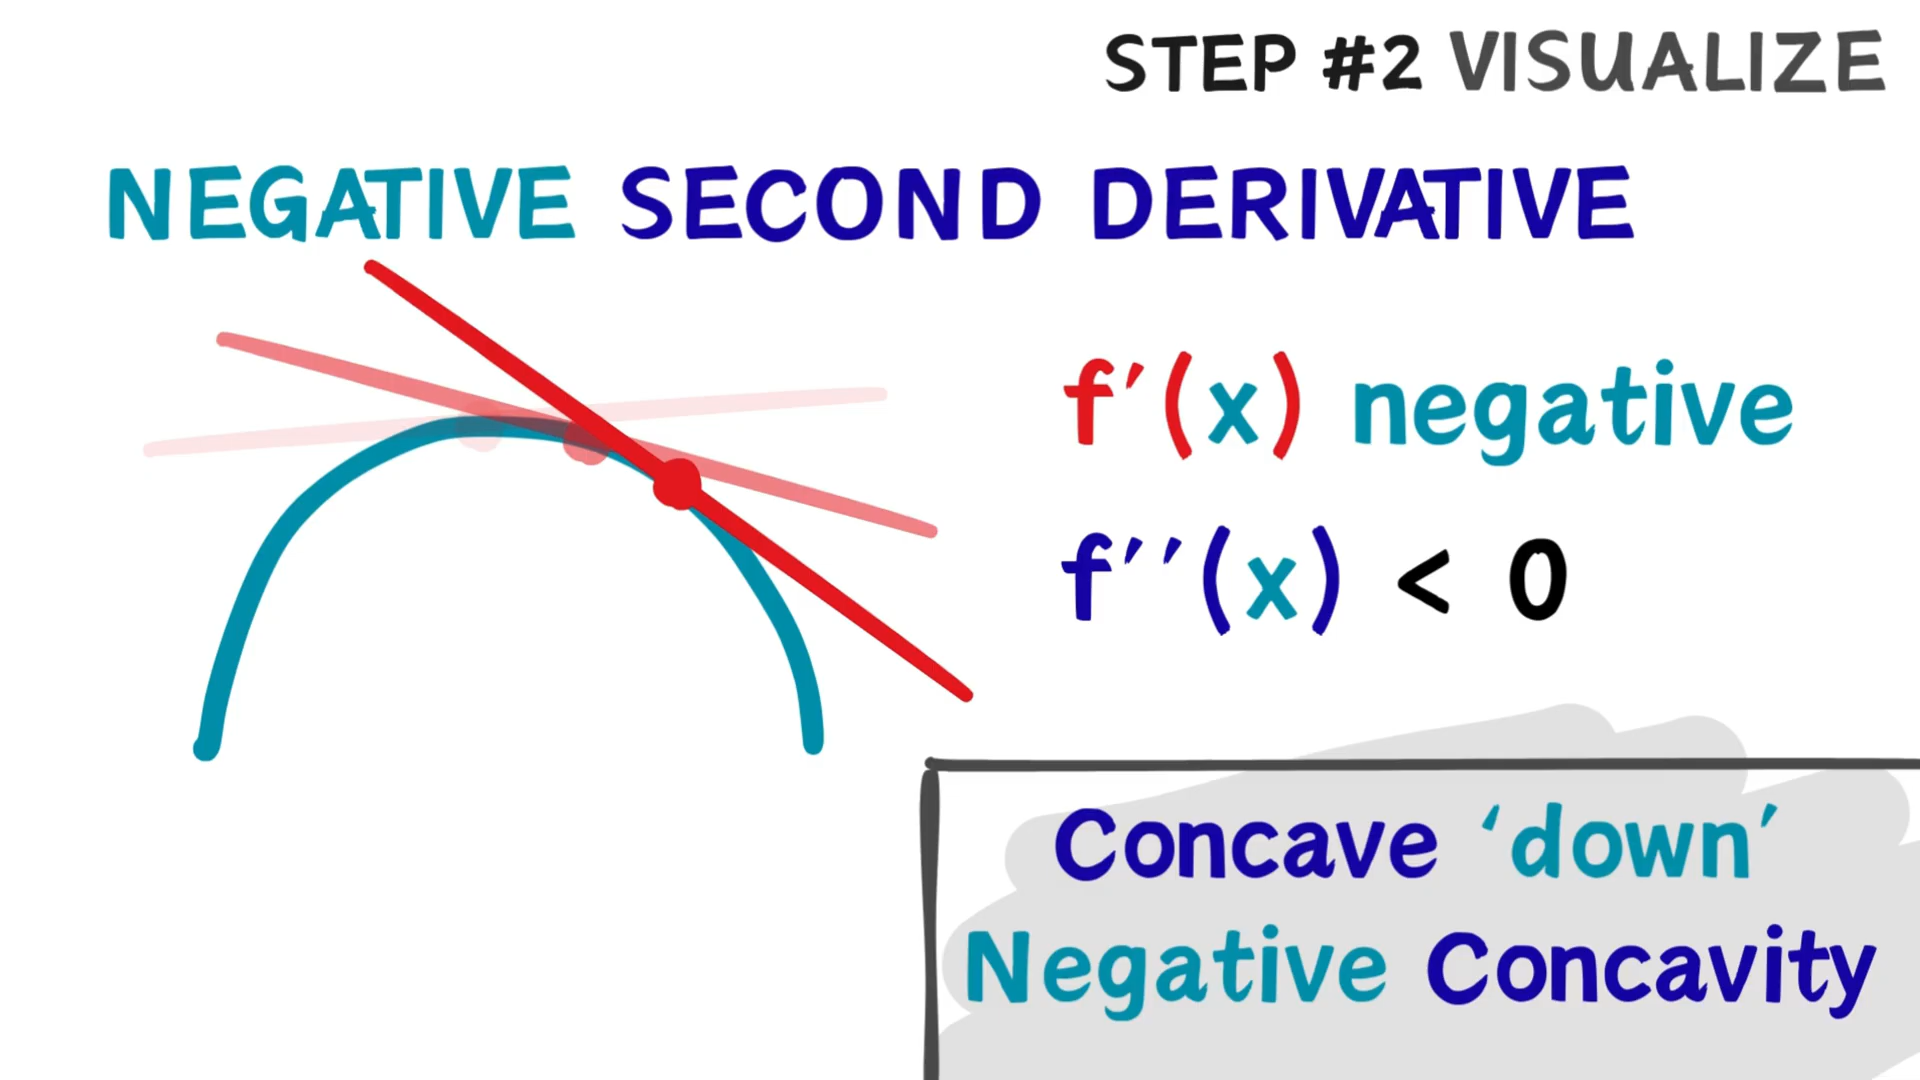 STEP #2 VISUALIZE
NEGATIVE SECOND DERIVATIVE
f′(x) negative
f′′(x) < 0
Concave ‘down’
Negative Concavity